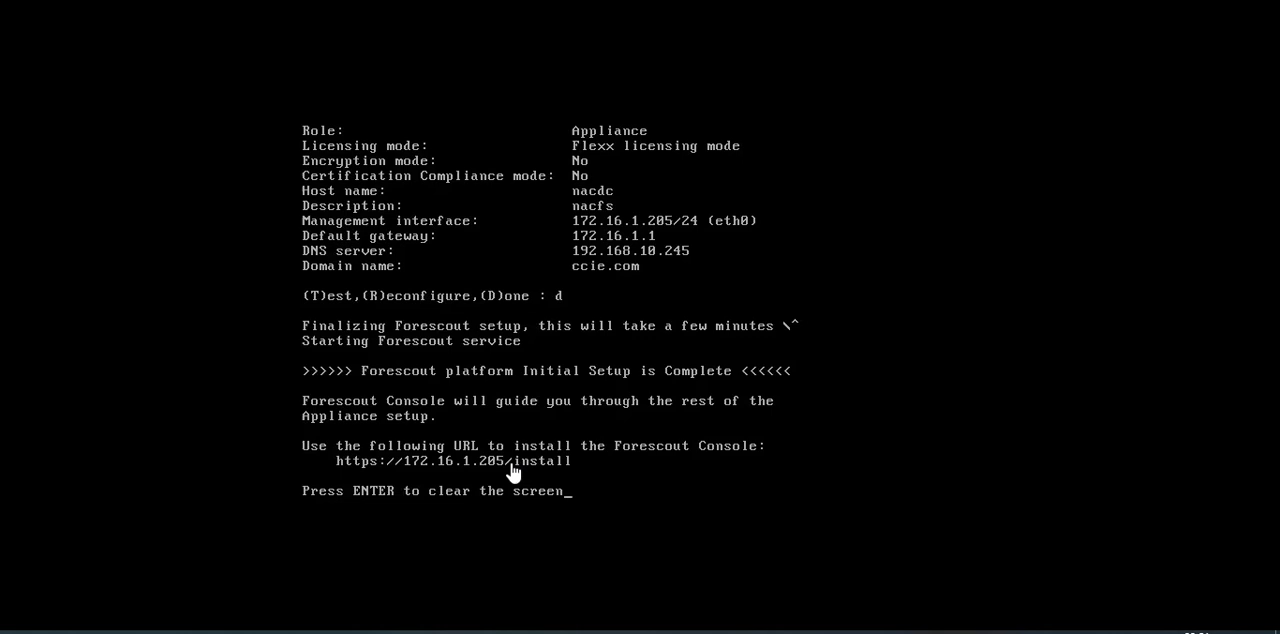 Role: Appliance
Licensing mode: Flexx licensing mode
Encryption mode: No
Certification Compliance mode: No
Host name: nacdc
Description: nacfs
Management interface: 172.16.1.205/24 (eth0)
Default gateway: 172.16.1.1
DNS server: 192.168.10.245
Domain name: ccie.com
(T)est,(R)econfigure,(D)one : d
Finalizing Forescout setup, this will take a few minutes \^
Starting Forescout service
>>>>>> Forescout platform Initial Setup is Complete <<<<<<
Forescout Console will guide you through the rest of the
Appliance setup.
Use the following URL to install the Forescout Console:
https://172.16.1.205/install
Press ENTER to clear the screen_